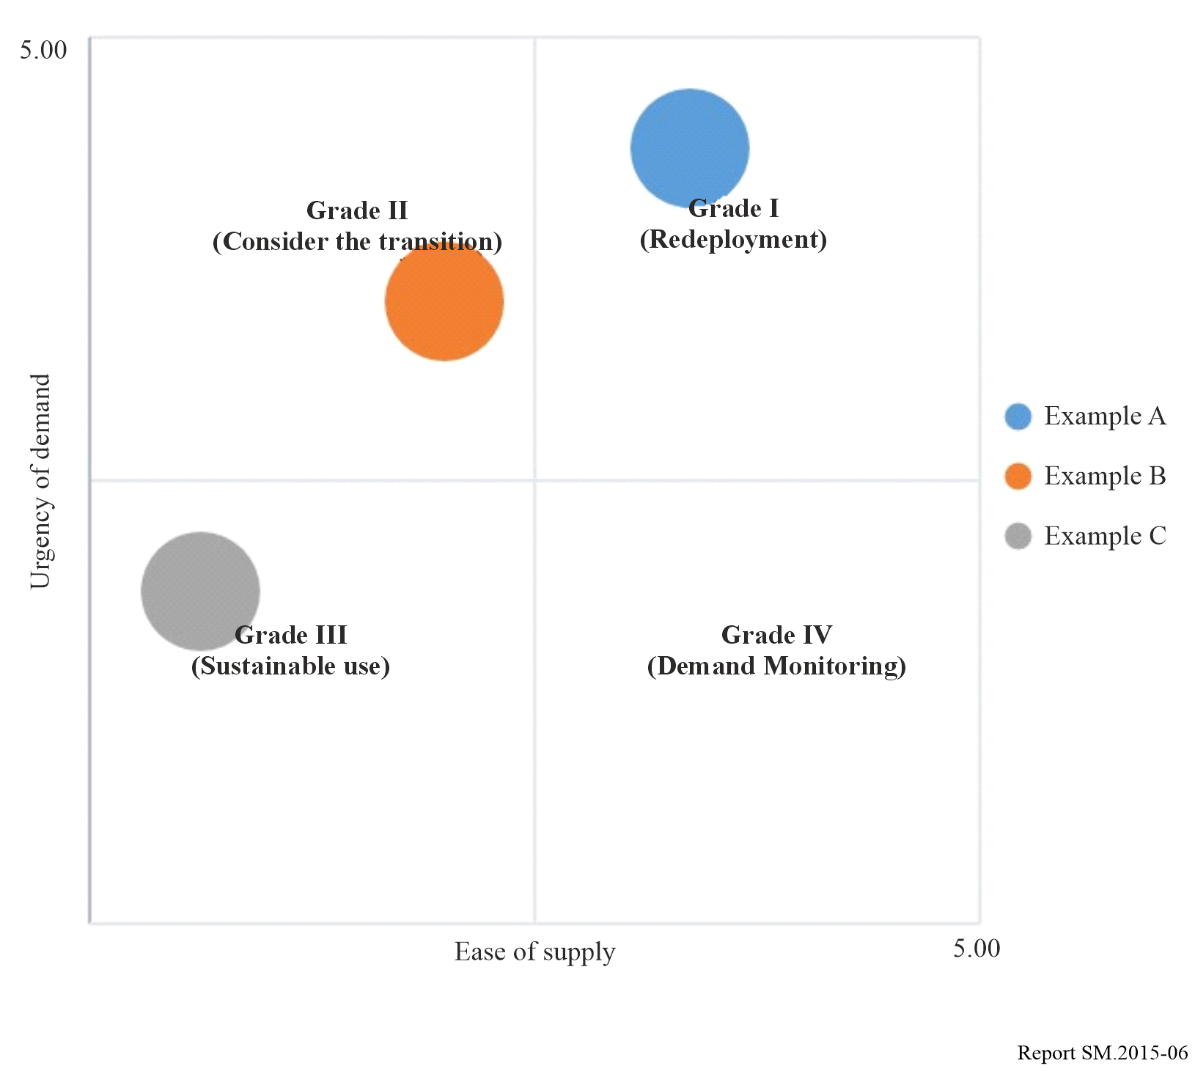 5.00
Grade II
(Consider the transition)
Grade I
(Redeployment)
Urgency of demand
Example A
Example B
Example C
Grade III
(Sustainable use)
Grade IV
(Demand Monitoring)
Ease of supply
5.00
Report SM.2015-06